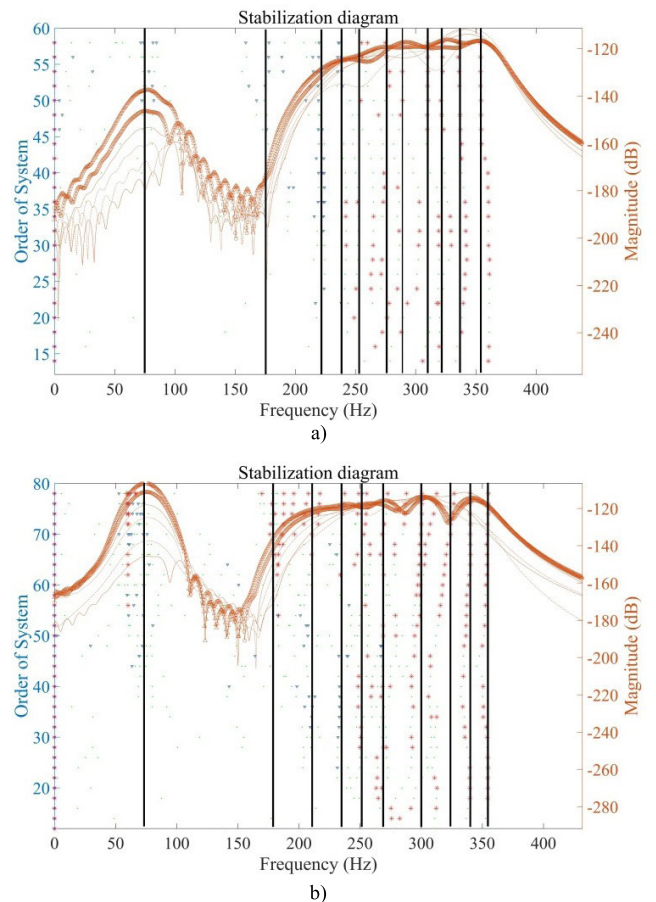 Stabilization diagram
60
55
50
45
40
35
30
25
20
15
-120
-140
-160
-180
-200
-220
-240
Order of System
Magnitude (dB)
0 50 100 150 200 250 300 350 400
Frequency (Hz)
a)
Stabilization diagram
80
70
60
50
40
30
20
-120
-140
-160
-180
-200
-220
-240
-260
-280
Order of System
Magnitude (dB)
0 50 100 150 200 250 300 350 400
Frequency (Hz)
b)